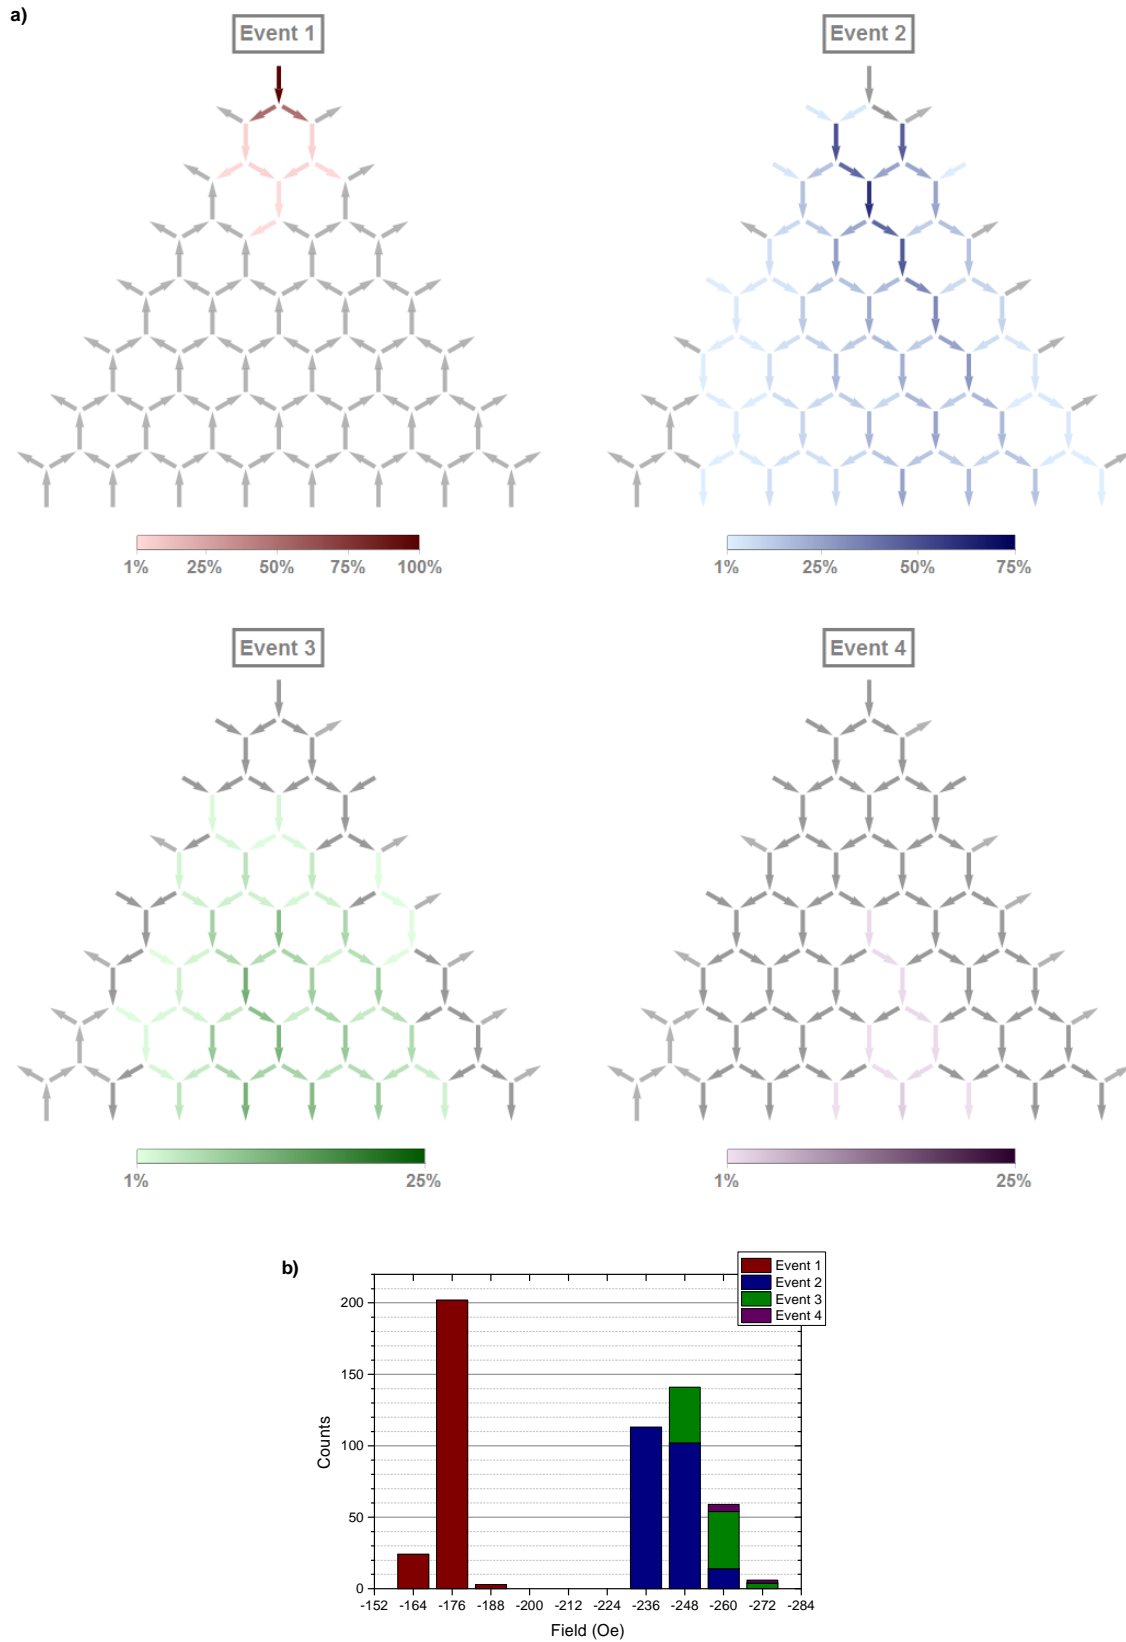 a)
Event 1
Event 2
1% 25% 50% 75% 100%
1% 25% 50% 75%
Event 3
Event 4
1% 25%
1% 25%
b)
Event 1
Event 2
Event 3
Event 4
200
150
100
50
0
Counts
-152 -164 -176 -188 -200 -212 -224 -236 -248 -260 -272 -284
Field (Oe)